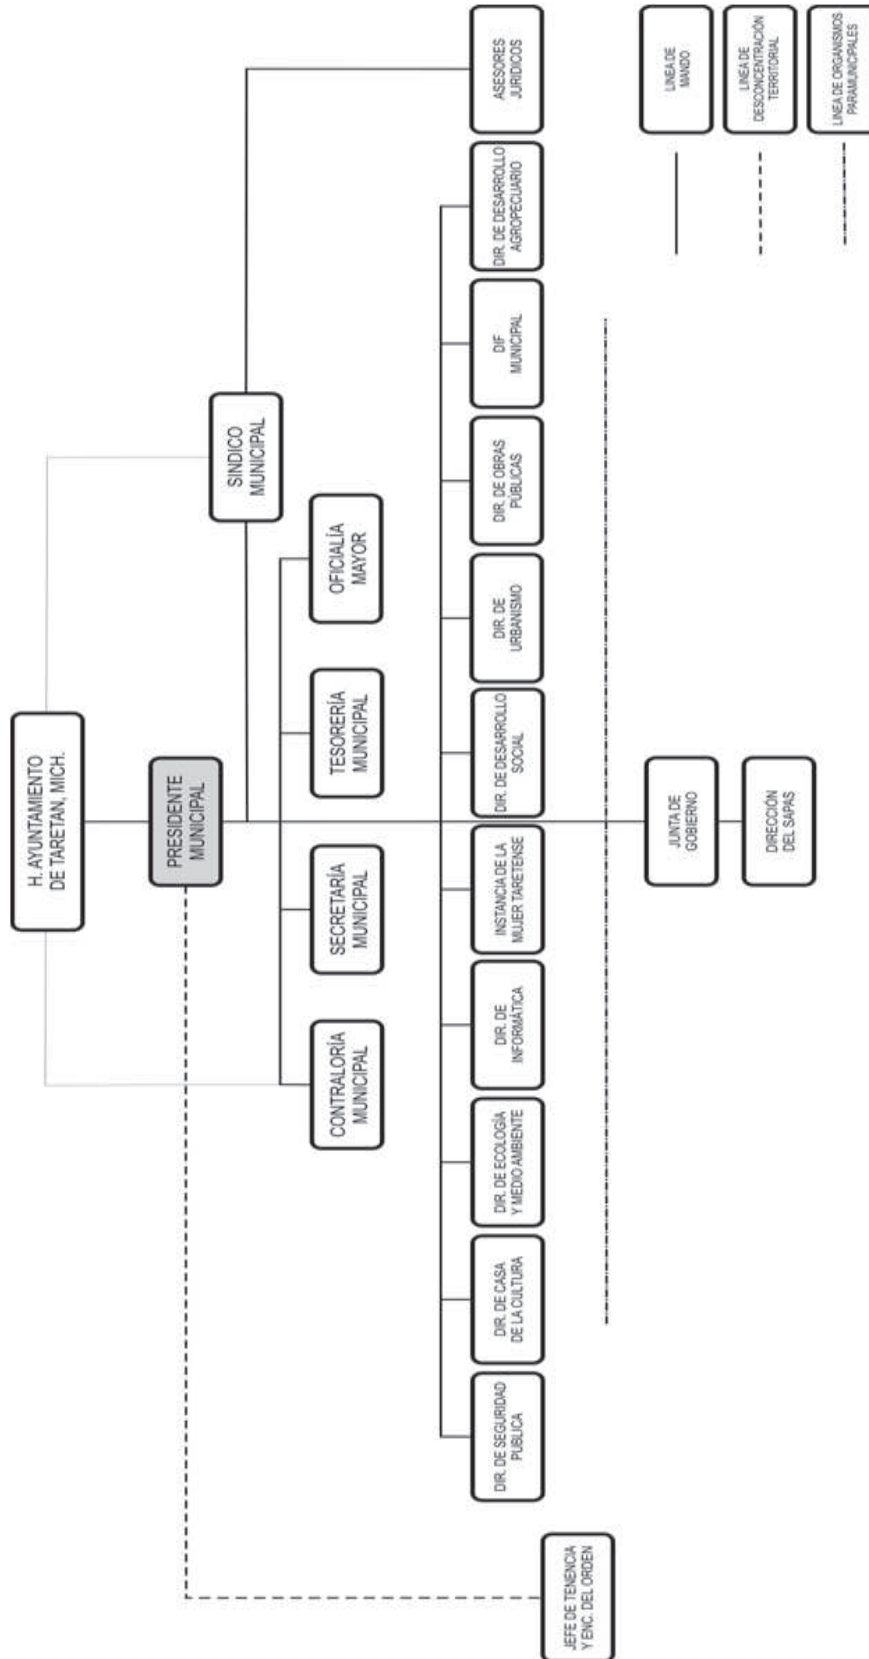 H. AYUNTAMIENTO
DE TARETAN, MICH.
PRESIDENTE
MUNICIPAL
SINDICO
MUNICIPAL
CONTRALORÍA
MUNICIPAL
SECRETARÍA
MUNICIPAL
TESORERÍA
MUNICIPAL
OFICIALÍA
MAYOR
DIR. DE SEGURIDAD
PÚBLICA
DIR. DE CASA
DE LA CULTURA
DIR. DE ECOLOGÍA
Y MEDIO AMBIENTE
DIR. DE
INFORMÁTICA
INSTANCIA DE LA
MUJER TARETENSE
DIR. DE DESARROLLO
SOCIAL
DIR. DE
URBANISMO
DIR. DE OBRAS
PÚBLICAS
DIF
MUNICIPAL
DIR. DE DESARROLLO
AGROPECUARIO
ASESORES
JURIDICOS
JEFE DE TENENCIA
Y ENC. DEL ORDEN
JUNTA DE
GOBIERNO
DIRECCIÓN
DEL SAPAS
LINEA DE
MANDO
LINEA DE
DESCONCENTRACIÓN
TERRITORIAL
LINEA DE ORGANISMOS
PARAMUNICIPALES